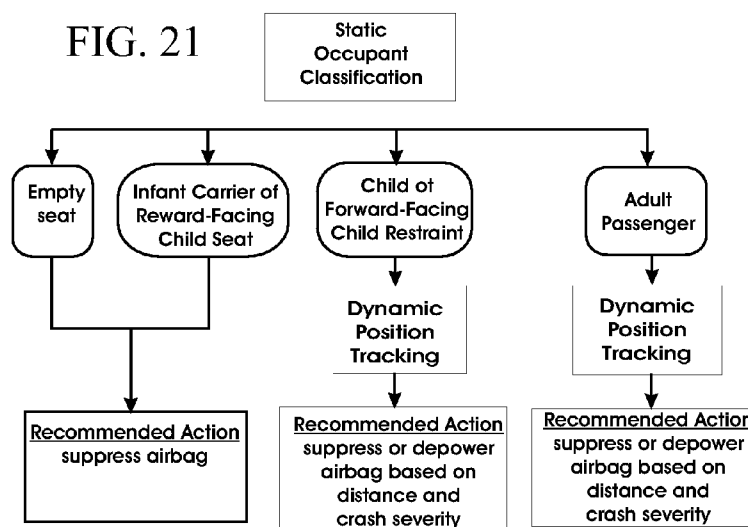 FIG. 21
Static
Occupant
Classification
Empty
seat
Infant Carrier of
Reward-Facing
Child Seat
Child ot
Forward-Facing
Child Restraint
Adult
Passenger
Dynamic
Position
Tracking
Dynamic
Position
Tracking
Recommended Action
suppress airbag
Recommended Action
suppress or depower
airbag based on
distance and
crash severity
Recommended Action
suppress or depower
airbag based on
distance and
crash severity